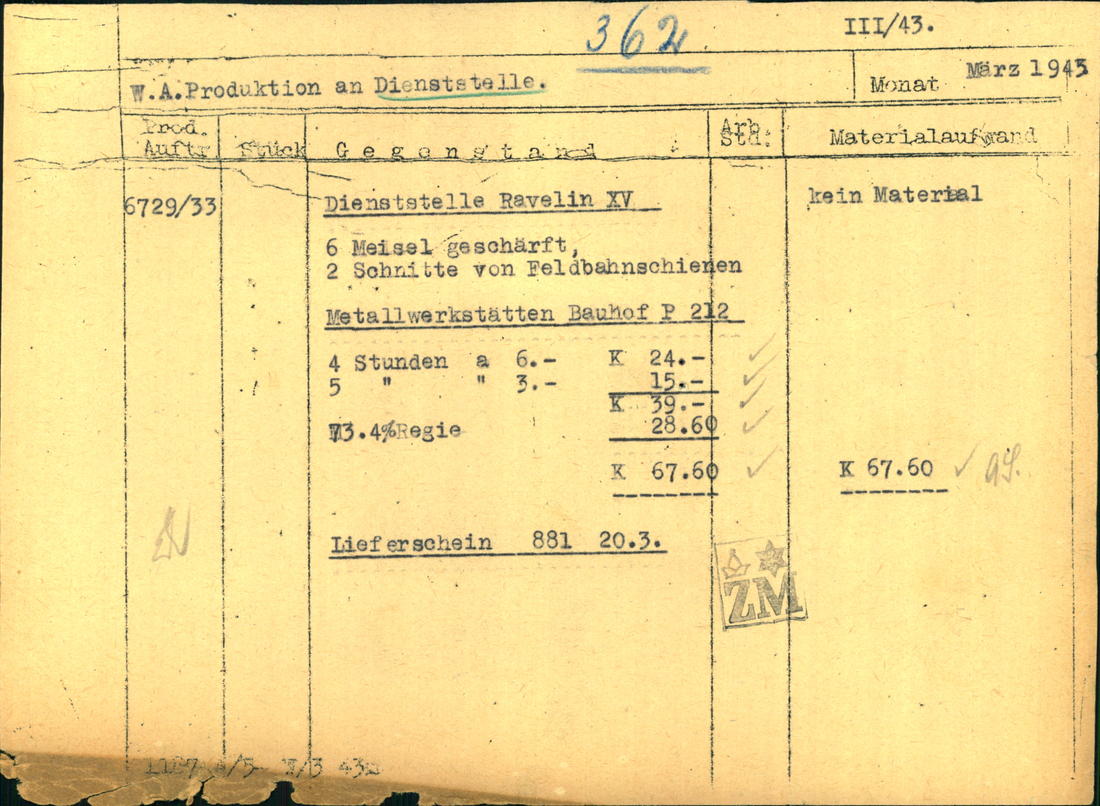 362
III/43.
W.A.Produktion an Dienststelle.
Monat März 1943
Prod. Auftr Stück Gegenstand Arb. Std. Materialaufwand
6729/33 Dienststelle Ravelin XV kein Material
6 Meisel geschärft,
2 Schnitte von Feldbahnschienen
Metallwerkstätten Bauhof P 212
4 Stunden a 6.- K 24.-
5 " " 3.- 15.-
K 39.-
73.4%Regie 28.60
K 67.60 K 67.60
Lieferschein 881 20.3.
ZM